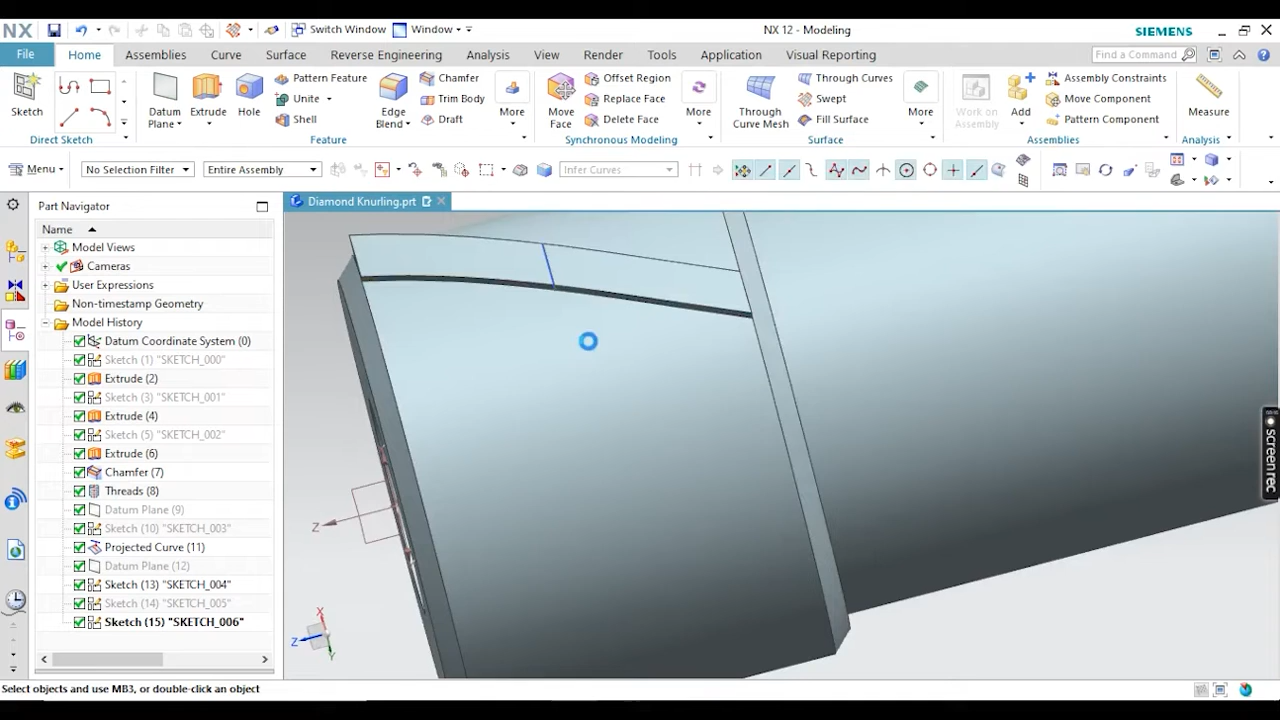 NX
Switch Window
Window
NX 12 - Modeling
SIEMENS
File
Home
Assemblies
Curve
Surface
Reverse Engineering
Analysis
View
Render
Tools
Application
Visual Reporting
Find a Command
Sketch
Direct Sketch
Datum Plane
Extrude
Hole
Pattern Feature
Unite
Shell
Edge Blend
Chamfer
Trim Body
Draft
More
Feature
Move Face
Offset Region
Replace Face
Delete Face
More
Synchronous Modeling
Through Curve Mesh
Through Curves
Swept
Fill Surface
More
Surface
Work on Assembly
Add
Assembly Constraints
Move Component
Pattern Component
Assemblies
Measure
Analysis
Menu
No Selection Filter
Entire Assembly
Infer Curves
Part Navigator
Diamond Knurling.prt
Name
Model Views
Cameras
User Expressions
Non-timestamp Geometry
Model History
Datum Coordinate System (0)
Sketch (1) "SKETCH_000"
Extrude (2)
Sketch (3) "SKETCH_001"
Extrude (4)
Sketch (5) "SKETCH_002"
Extrude (6)
Chamfer (7)
Threads (8)
Datum Plane (9)
Sketch (10) "SKETCH_003"
Projected Curve (11)
Datum Plane (12)
Sketch (13) "SKETCH_004"
Sketch (14) "SKETCH_005"
Sketch (15) "SKETCH_006"
Z
X
Z
Y
screen rec
Select objects and use MB3, or double-click an object